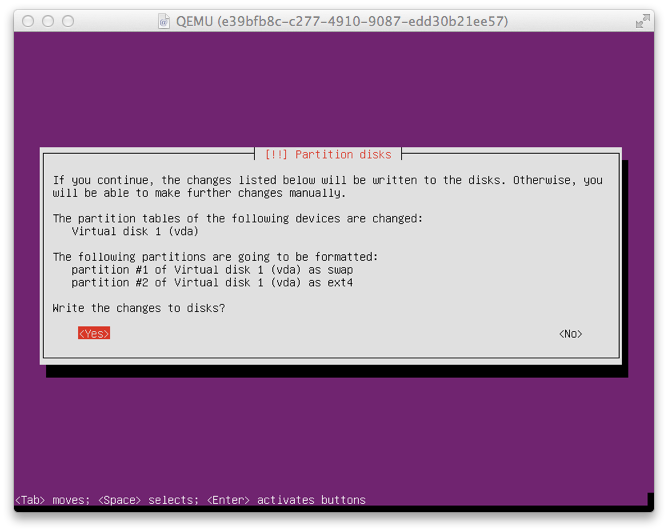 QEMU (e39bfb8c-c277-4910-9087-edd30b21ee57)
[!!] Partition disks
If you continue, the changes listed below will be written to the disks. Otherwise, you
will be able to make further changes manually.
The partition tables of the following devices are changed:
Virtual disk 1 (vda)
The following partitions are going to be formatted:
partition #1 of Virtual disk 1 (vda) as swap
partition #2 of Virtual disk 1 (vda) as ext4
Write the changes to disks?
<Yes> <No>
<Tab> moves; <Space> selects; <Enter> activates buttons